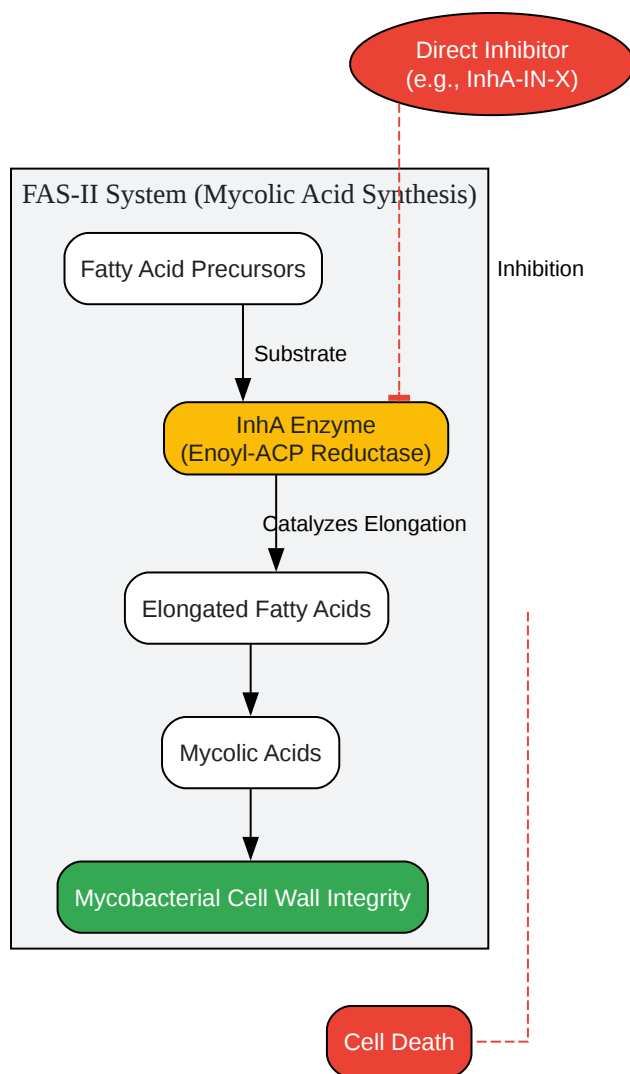 Direct Inhibitor
(e.g., InhA-IN-X)
FAS-II System (Mycolic Acid Synthesis)
Fatty Acid Precursors
Inhibition
Substrate
InhA Enzyme
(Enoyl-ACP Reductase)
Catalyzes Elongation
Elongated Fatty Acids
Mycolic Acids
Mycobacterial Cell Wall Integrity
Cell Death